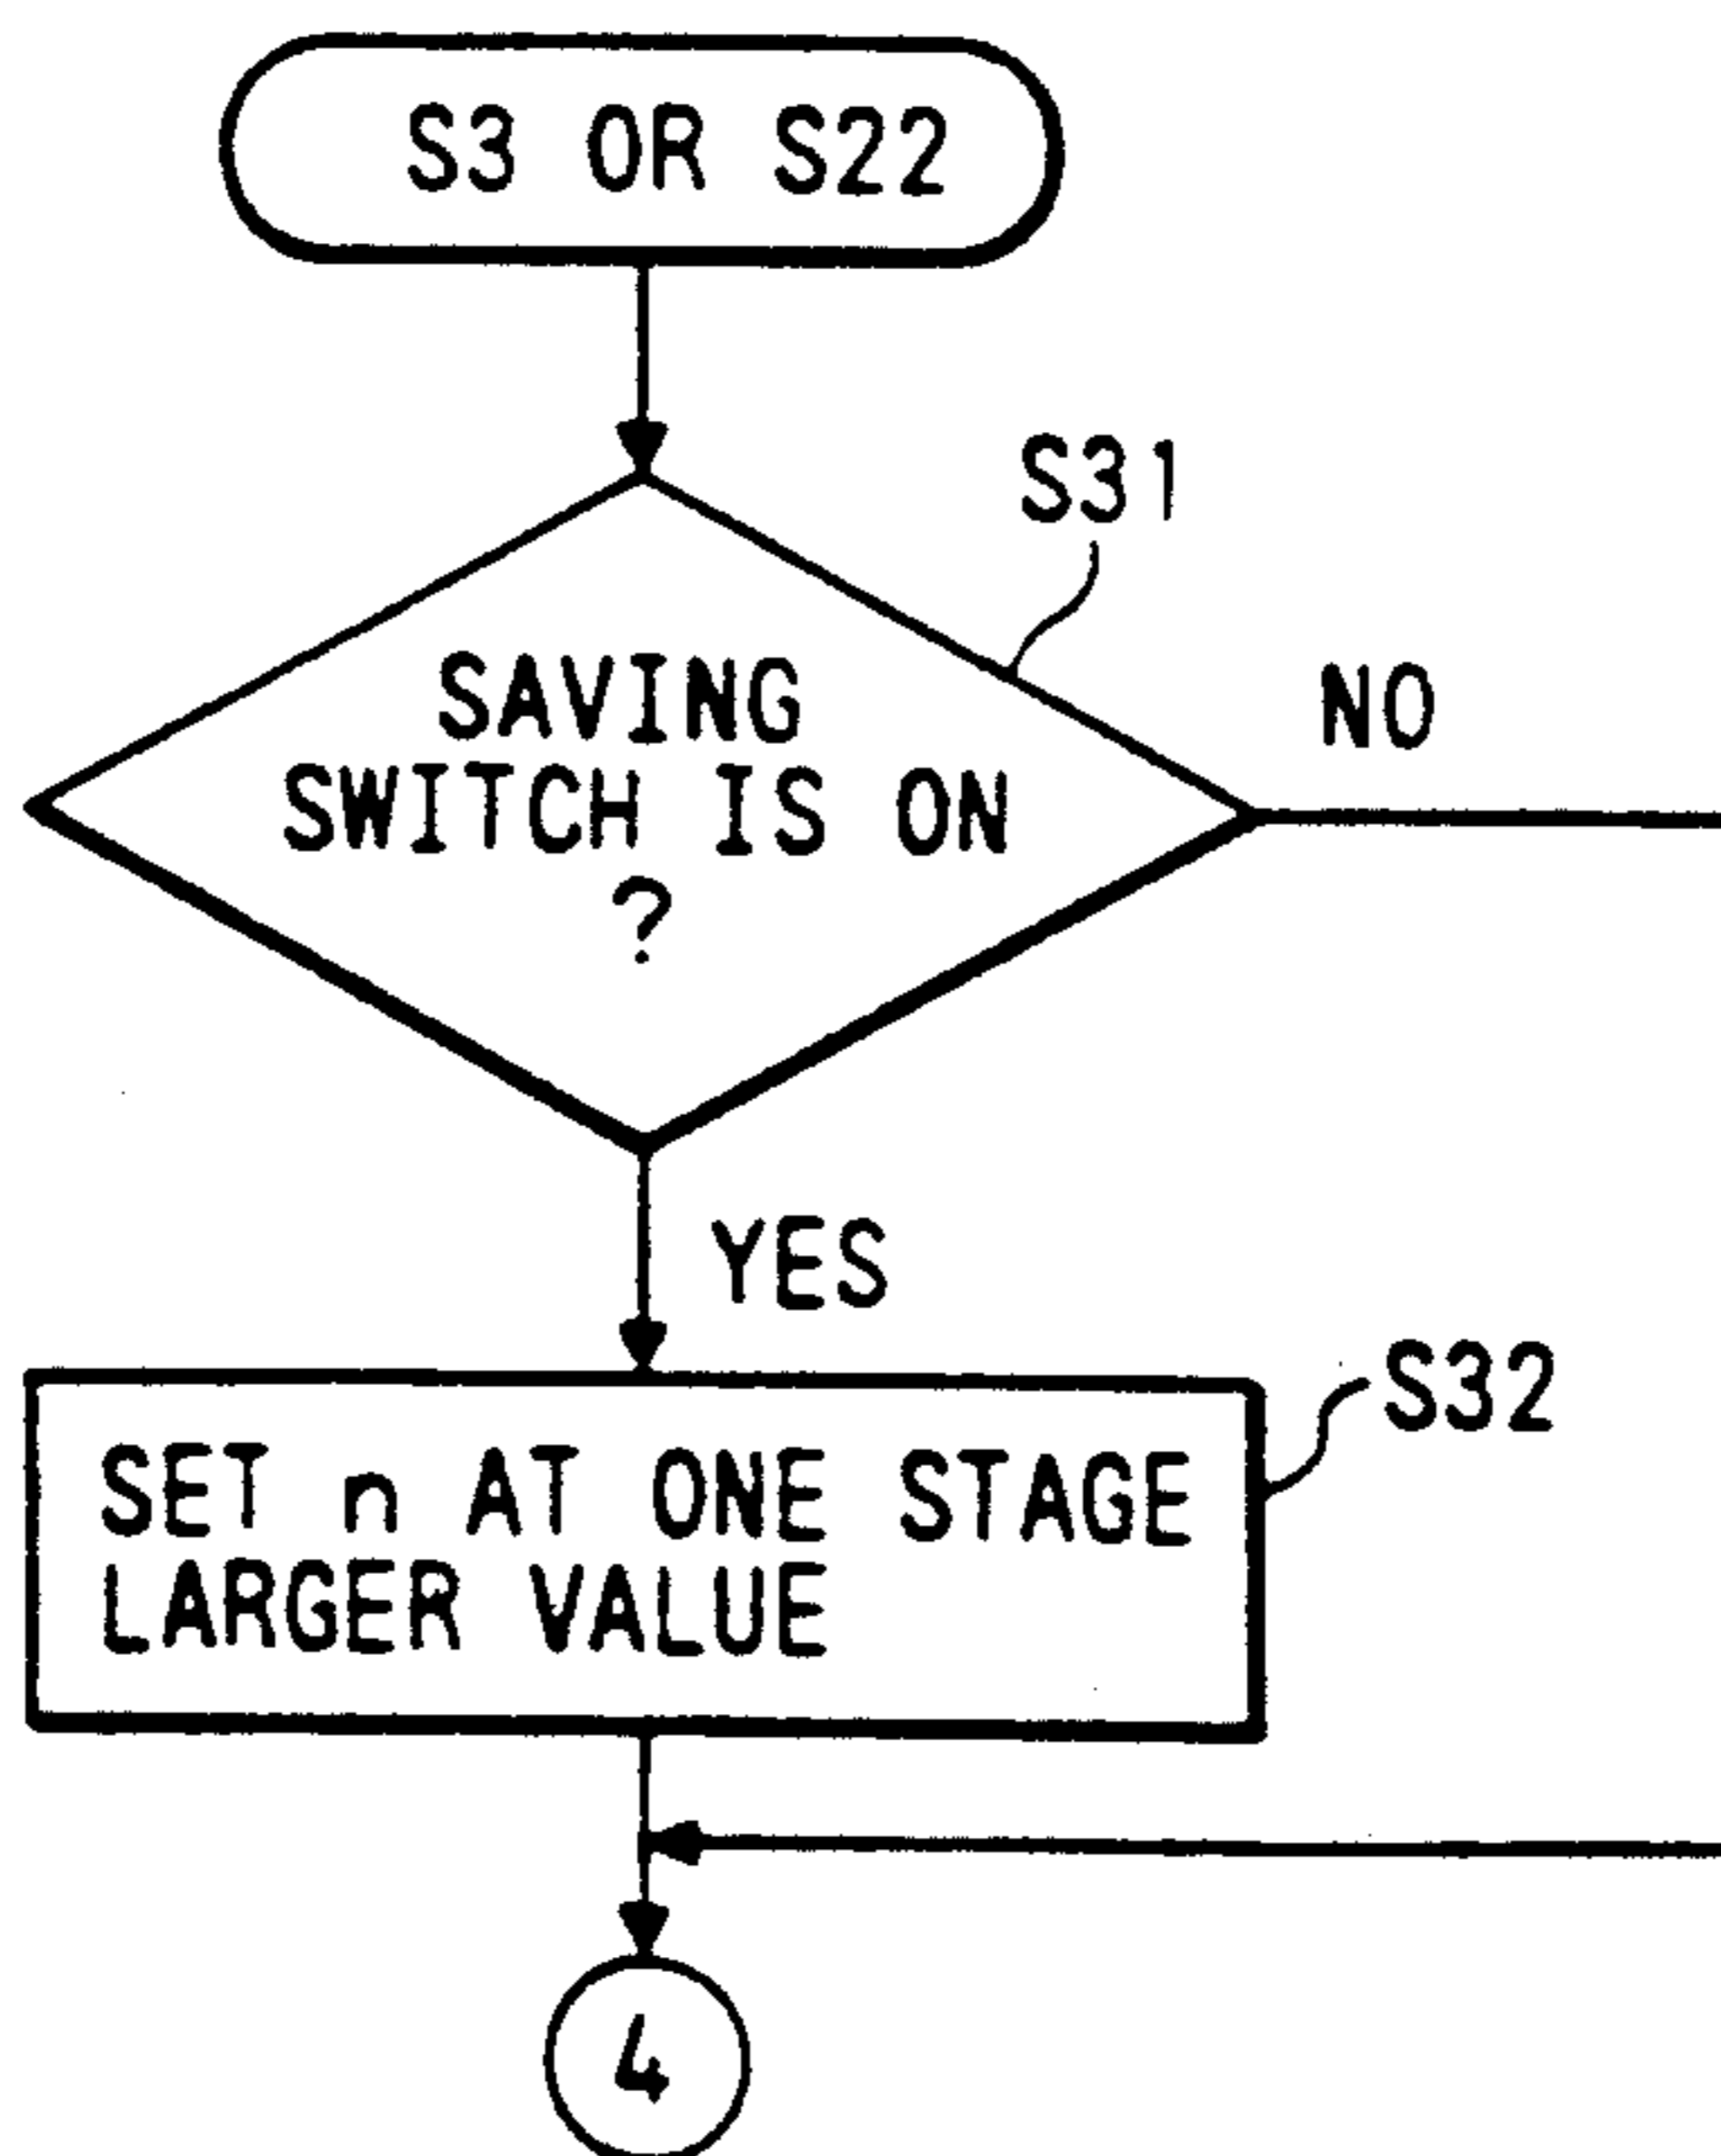 S3 OR S22
S31
SAVING
SWITCH IS ON
?
NO
YES
S32
SET n AT ONE STAGE
LARGER VALUE
4